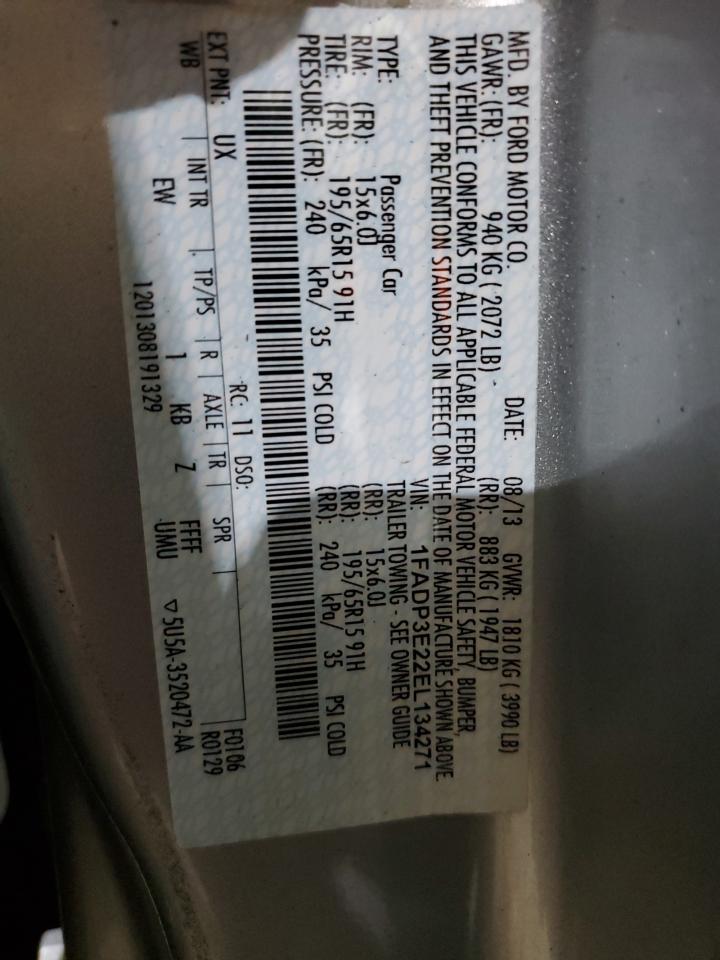 MFD. BY FORD MOTOR CO.
DATE: 08/13 GVWR: 1810 KG ( 3990 LB)
GAWR: (FR): 940 KG ( 2072 LB) (RR): 883 KG ( 1947 LB)
THIS VEHICLE CONFORMS TO ALL APPLICABLE FEDERAL MOTOR VEHICLE SAFETY, BUMPER,
AND THEFT PREVENTION STANDARDS IN EFFECT ON THE DATE OF MANUFACTURE SHOWN ABOVE
VIN: 1FADP3E22EL134271
TYPE: Passenger Car TRAILER TOWING - SEE OWNER GUIDE
RIM: (FR): 15x6.0J (RR): 15x6.0J
TIRE: (FR): 195/65R15 91H (RR): 195/65R15 91H
PRESSURE: (FR): 240 kPa/ 35 PSI COLD (RR): 240 kPa/ 35 PSI COLD
RC: 11 DSO: F0106
EXT PNT: UX R0129
WB INT TR TP/PS R AXLE TR SPR
EW 1 KB Z FFFF
UMU ▽5U5A-3520472-AA
1201308191329